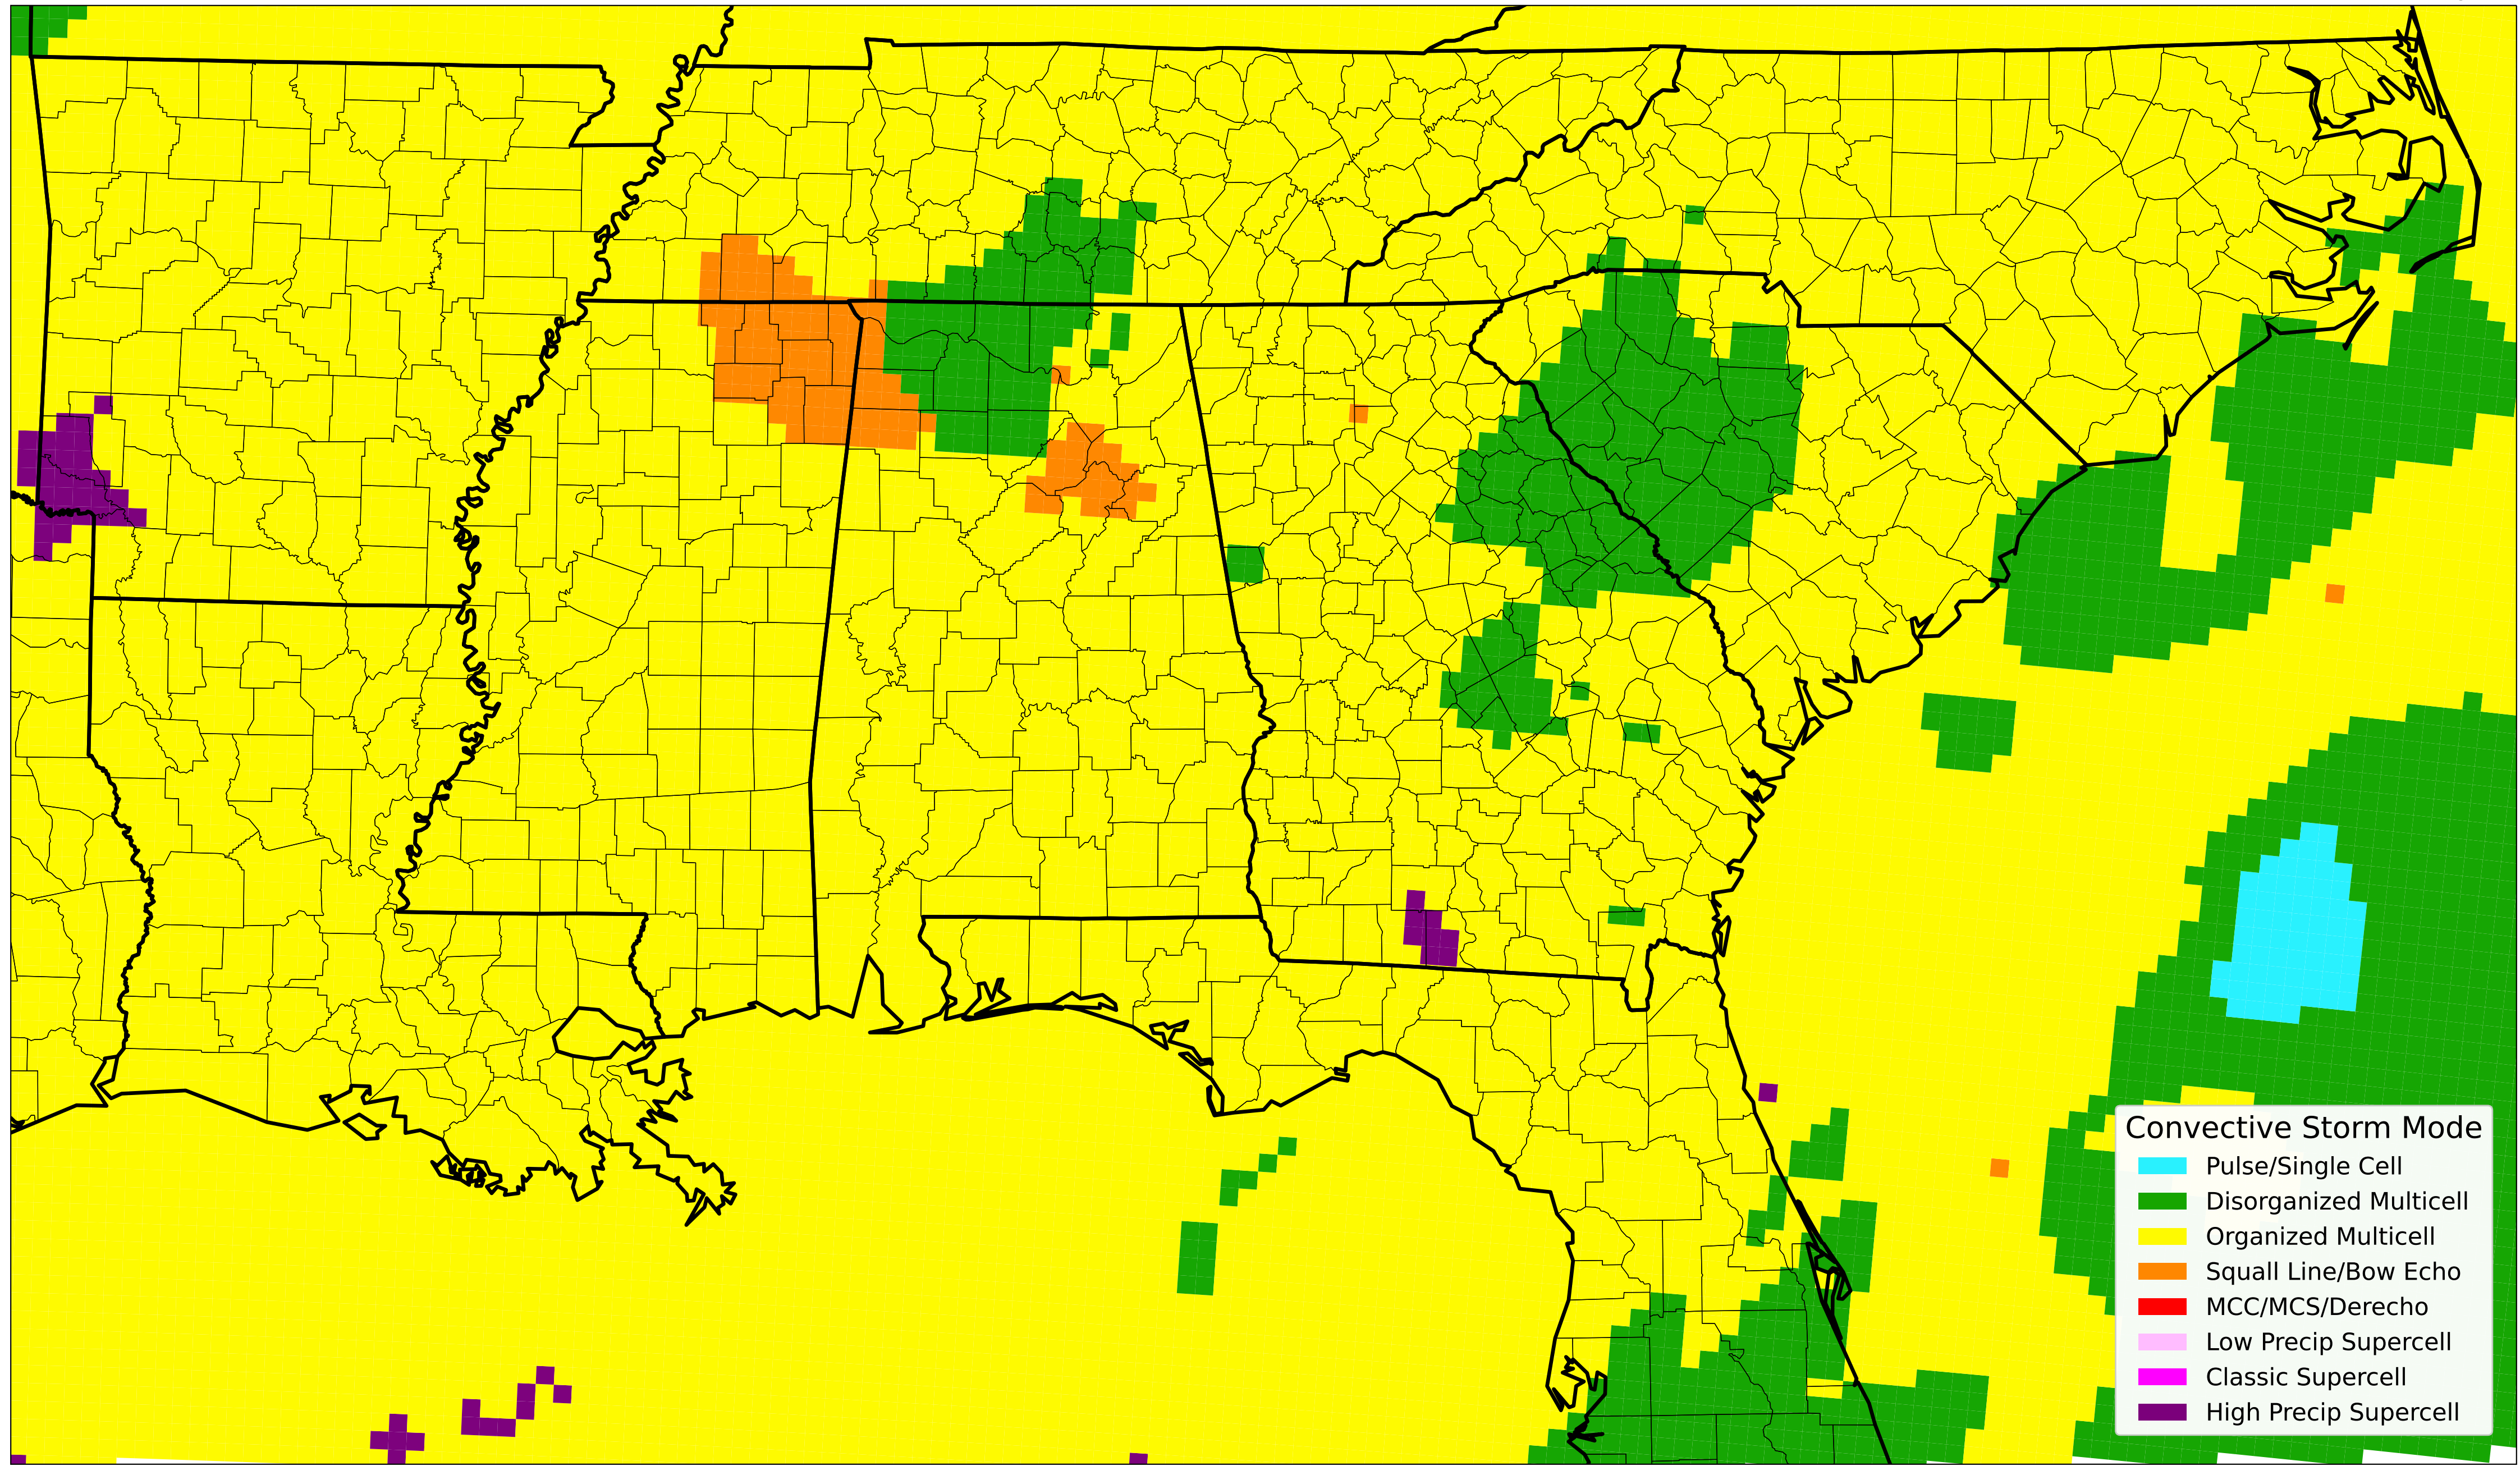 Convective Storm Mode
Pulse/Single Cell
Disorganized Multicell
Organized Multicell
Squall Line/Bow Echo
MCC/MCS/Derecho
Low Precip Supercell
Classic Supercell
High Precip Supercell